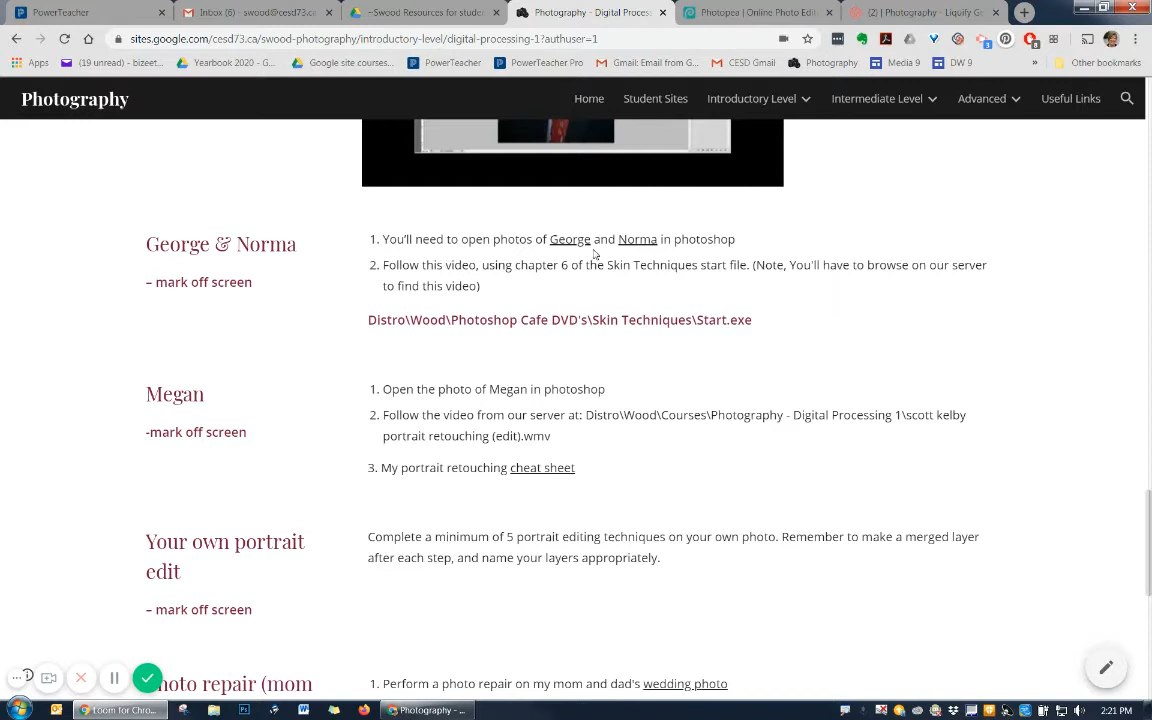 PowerTeacher
Inbox (6) - swood@cesd73.ca
~Swood Resources for studen
Photography - Digital Process
Photopea | Online Photo Edit
(2) | Photography - Liquify Ge
sites.google.com/cesd73.ca/swood-photography/introductory-level/digital-processing-1?authuser=1
Apps
(19 unread) - bizeet...
Yearbook 2020 - G...
Google site courses...
PowerTeacher
PowerTeacher Pro
Gmail: Email from G...
CESD Gmail
Photography
Media 9
DW 9
»
Other bookmarks
Photography
Home
Student Sites
Introductory Level
Intermediate Level
Advanced
Useful Links
George & Norma
– mark off screen
1. You'll need to open photos of George and Norma in photoshop
2. Follow this video, using chapter 6 of the Skin Techniques start file. (Note, You'll have to browse on our server
to find this video)
Distro\Wood\Photoshop Cafe DVD's\Skin Techniques\Start.exe
Megan
-mark off screen
1. Open the photo of Megan in photoshop
2. Follow the video from our server at: Distro\Wood\Courses\Photography - Digital Processing 1\scott kelby
portrait retouching (edit).wmv
3. My portrait retouching cheat sheet
Your own portrait
edit
– mark off screen
Complete a minimum of 5 portrait editing techniques on your own photo. Remember to make a merged layer
after each step, and name your layers appropriately.
hoto repair (mom
1. Perform a photo repair on my mom and dad's wedding photo
Loom for Chro...
Photography - ...
2:21 PM